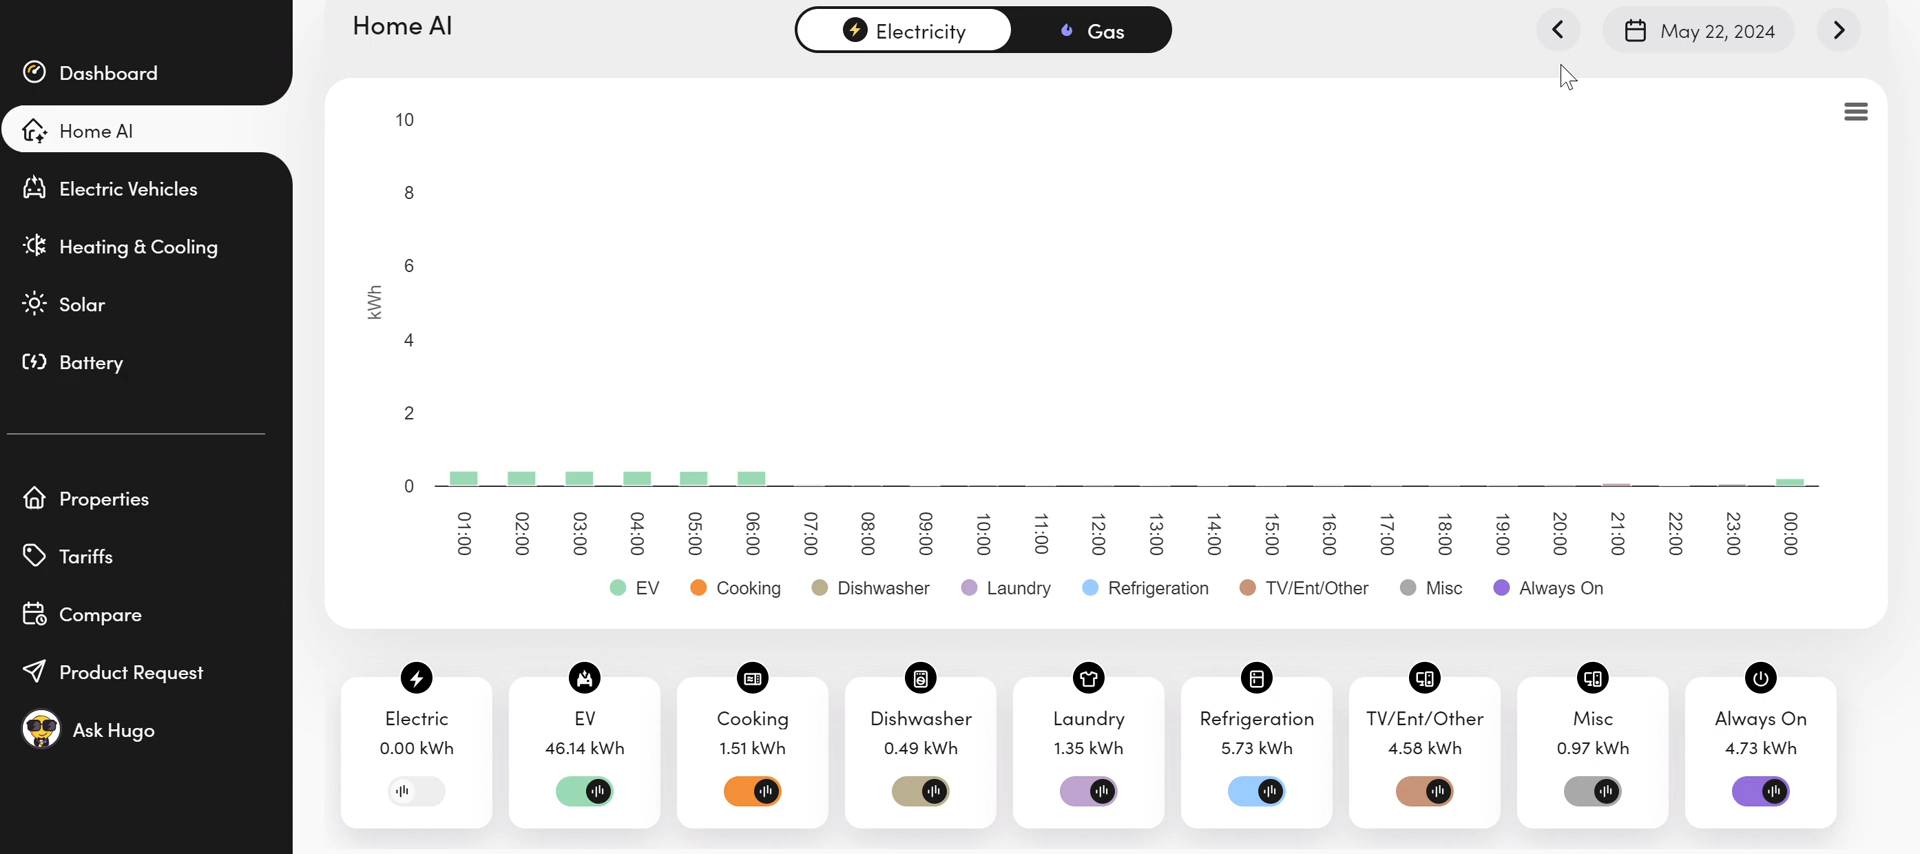 Home AI
Electricity
Gas
May 22, 2024
Dashboard
Home AI
Electric Vehicles
Heating & Cooling
Solar
Battery
Properties
Tariffs
Compare
Product Request
Ask Hugo
10
8
6
4
2
0
kWh
01:00
02:00
03:00
04:00
05:00
06:00
07:00
08:00
09:00
10:00
11:00
12:00
13:00
14:00
15:00
16:00
17:00
18:00
19:00
20:00
21:00
22:00
23:00
00:00
EV
Cooking
Dishwasher
Laundry
Refrigeration
TV/Ent/Other
Misc
Always On
Electric
0.00 kWh
EV
46.14 kWh
Cooking
1.51 kWh
Dishwasher
0.49 kWh
Laundry
1.35 kWh
Refrigeration
5.73 kWh
TV/Ent/Other
4.58 kWh
Misc
0.97 kWh
Always On
4.73 kWh